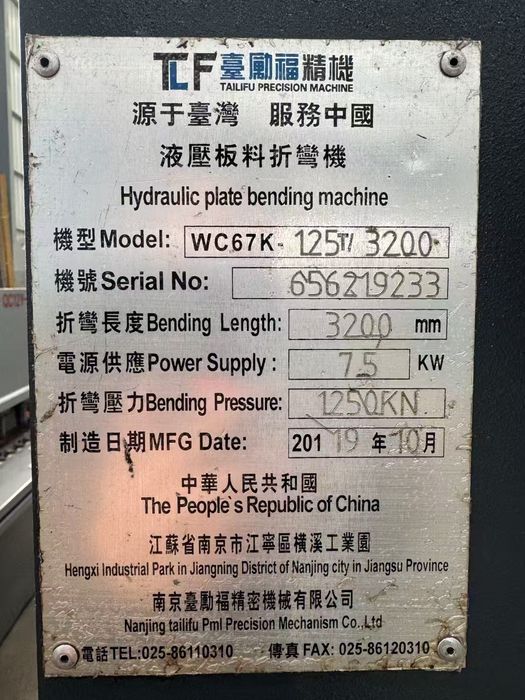 TLF 臺勵福精機
TAILIFU PRECISION MACHINE
源于臺灣 服務中國
液壓板料折彎機
Hydraulic plate bending machine
機型Model: WC67K- 125T/3200
機號Serial No: 656219233
折彎長度Bending Length: 3200 mm
電源供應Power Supply : 7.5 KW
折彎壓力Bending Pressure: 1250KN
制造日期MFG Date: 201 19 年 10 月
中華人民共和國
The People`s Republic of China
江蘇省南京市江寧區橫溪工業園
Hengxi Industrial Park in Jiangning District of Nanjing city in Jiangsu Province
南京臺勵福精密機械有限公司
Nanjing tailifu Pml Precision Mechanism Co.,Ltd
電話TEL:025-86110310 傳真FAX: 025-86120310